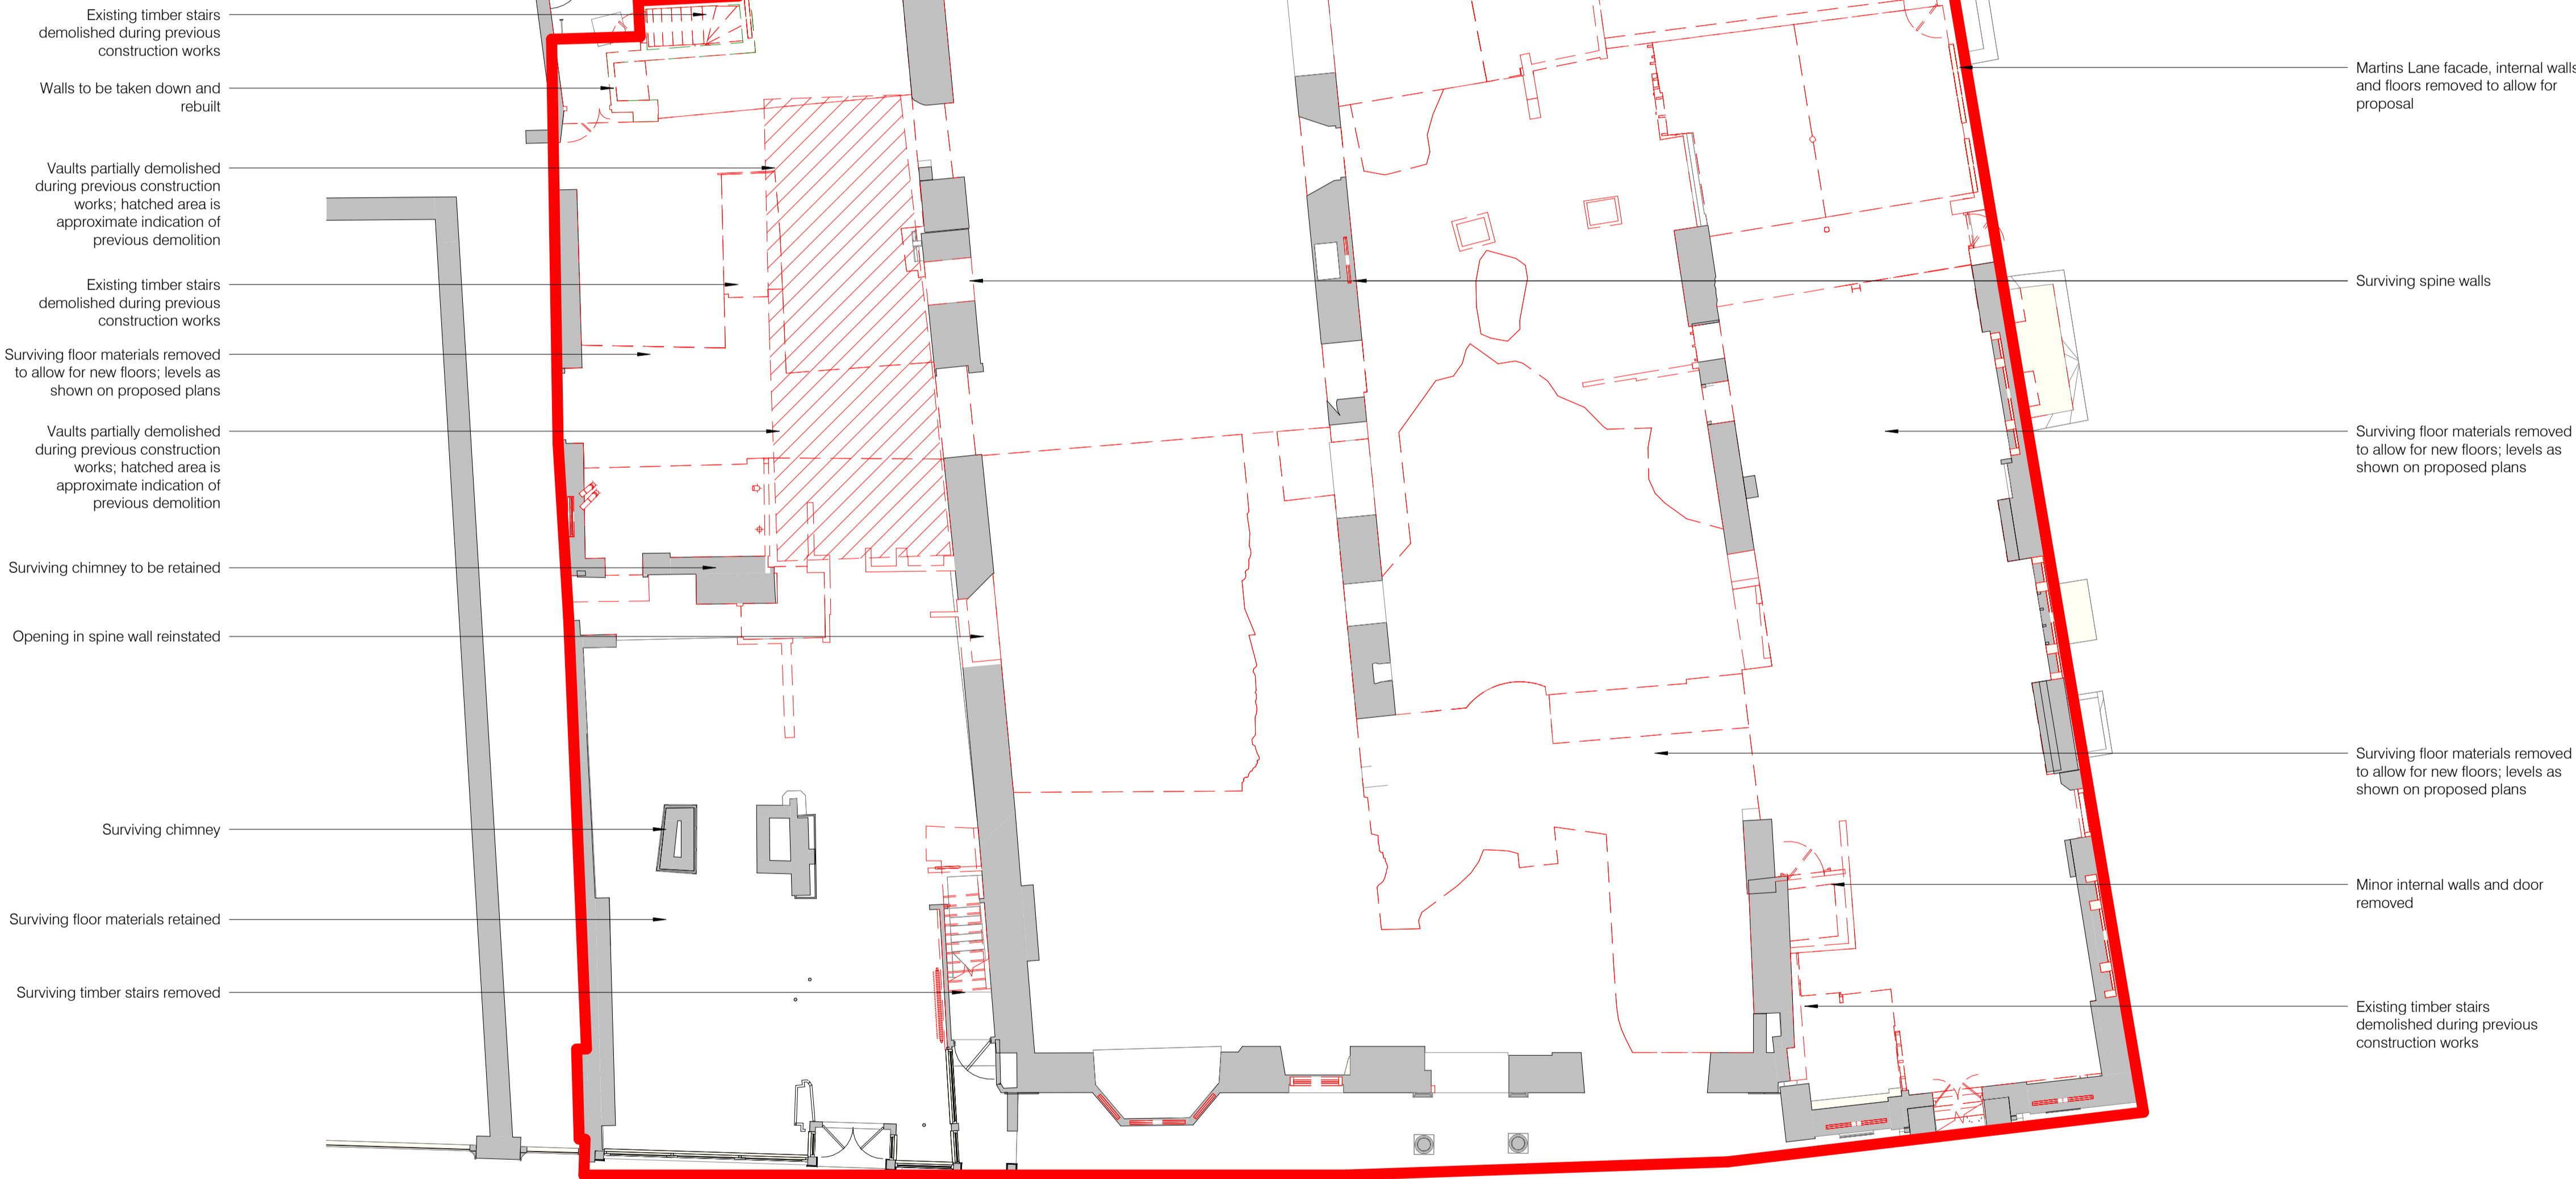 Existing timber stairs
demolished during previous
construction works
Walls to be taken down and
rebuilt
Vaults partially demolished
during previous construction
works; hatched area is
approximate indication of
previous demolition
Existing timber stairs
demolished during previous
construction works
Surviving floor materials removed
to allow for new floors; levels as
shown on proposed plans
Vaults partially demolished
during previous construction
works; hatched area is
approximate indication of
previous demolition
Surviving chimney to be retained
Opening in spine wall reinstated
Surviving chimney
Surviving floor materials retained
Surviving timber stairs removed
Martins Lane facade, internal walls
and floors removed to allow for
proposal
Surviving spine walls
Surviving floor materials removed
to allow for new floors; levels as
shown on proposed plans
Surviving floor materials removed
to allow for new floors; levels as
shown on proposed plans
Minor internal walls and door
removed
Existing timber stairs
demolished during previous
construction works